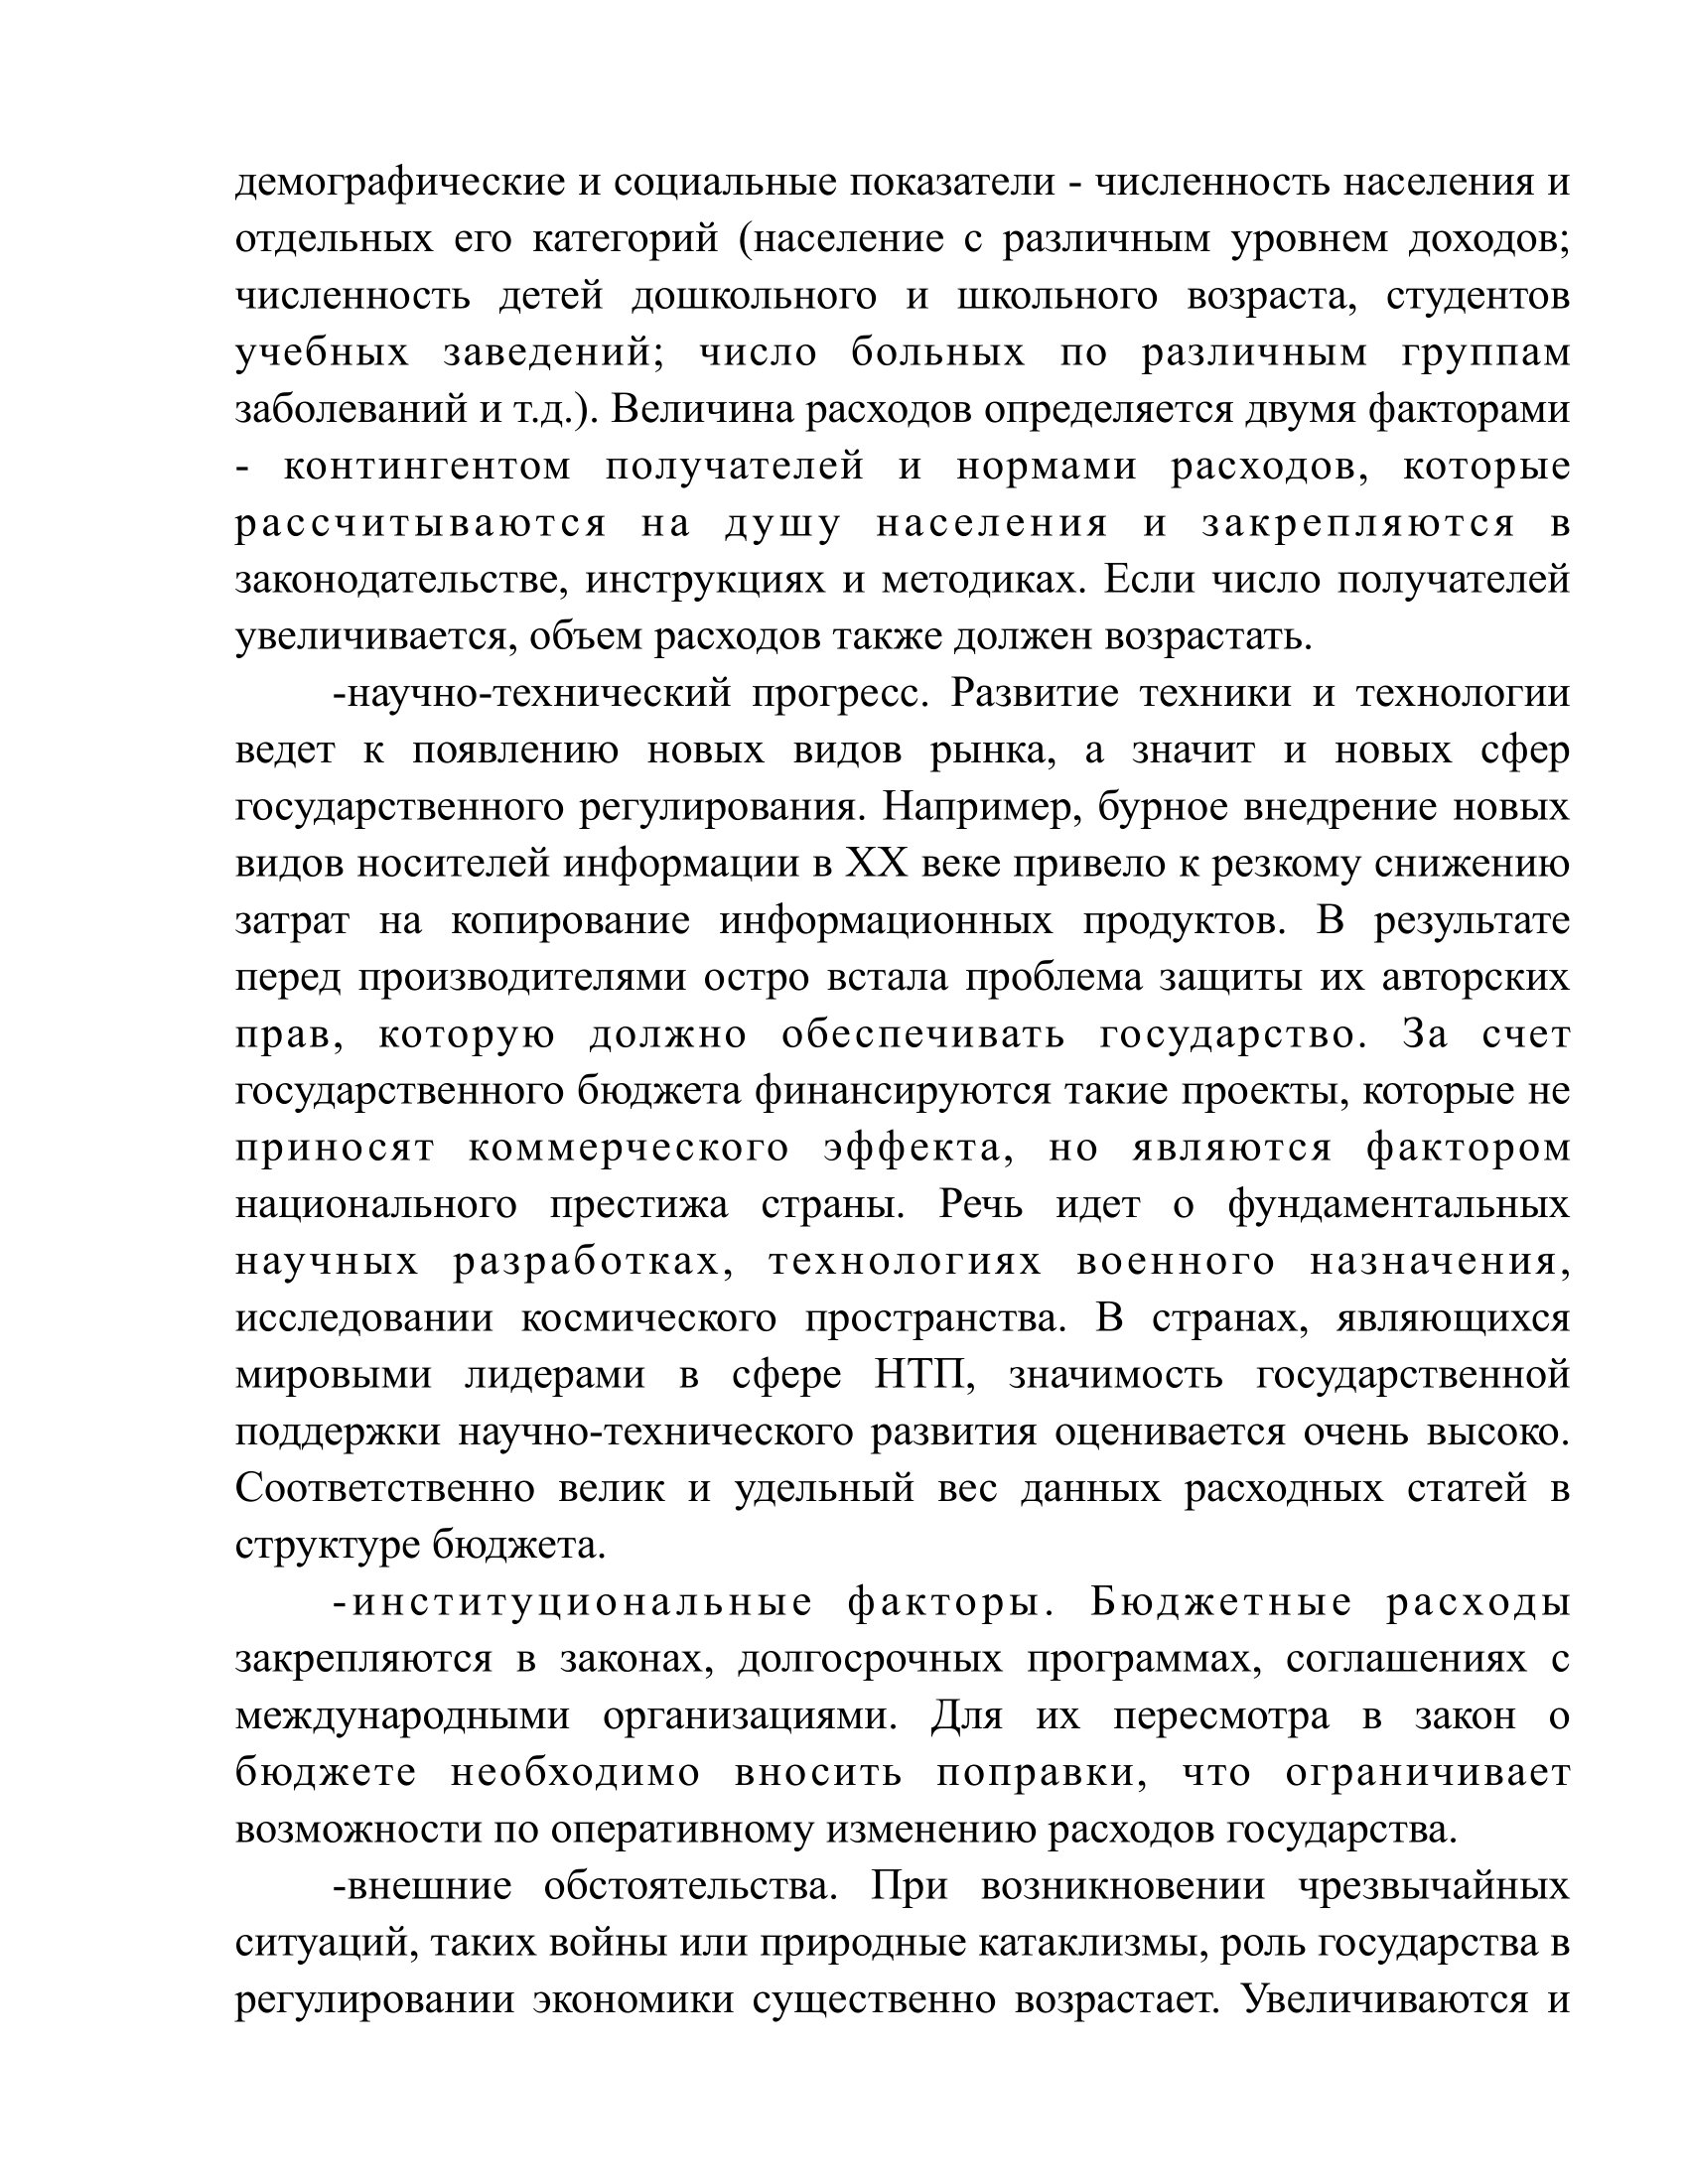 демографические и социальные показатели - численность населения и
отдельных его категорий (население с различным уровнем доходов;
численность детей дошкольного и школьного возраста, студентов
учебных заведений; число больных по различным группам
заболеваний и т.д.). Величина расходов определяется двумя факторами
- контингентом получателей и нормами расходов, которые
рассчитываются на душу населения и закрепляются в
законодательстве, инструкциях и методиках. Если число получателей
увеличивается, объем расходов также должен возрастать.
-научно-технический прогресс. Развитие техники и технологии
ведет к появлению новых видов рынка, а значит и новых сфер
государственного регулирования. Например, бурное внедрение новых
видов носителей информации в XX веке привело к резкому снижению
затрат на копирование информационных продуктов. В результате
перед производителями остро встала проблема защиты их авторских
прав, которую должно обеспечивать государство. За счет
государственного бюджета финансируются такие проекты, которые не
приносят коммерческого эффекта, но являются фактором
национального престижа страны. Речь идет о фундаментальных
научных разработках, технологиях военного назначения,
исследовании космического пространства. В странах, являющихся
мировыми лидерами в сфере НТП, значимость государственной
поддержки научно-технического развития оценивается очень высоко.
Соответственно велик и удельный вес данных расходных статей в
структуре бюджета.
-институциональные факторы. Бюджетные расходы
закрепляются в законах, долгосрочных программах, соглашениях с
международными организациями. Для их пересмотра в закон о
бюджете необходимо вносить поправки, что ограничивает
возможности по оперативному изменению расходов государства.
-внешние обстоятельства. При возникновении чрезвычайных
ситуаций, таких войны или природные катаклизмы, роль государства в
регулировании экономики существенно возрастает. Увеличиваются и